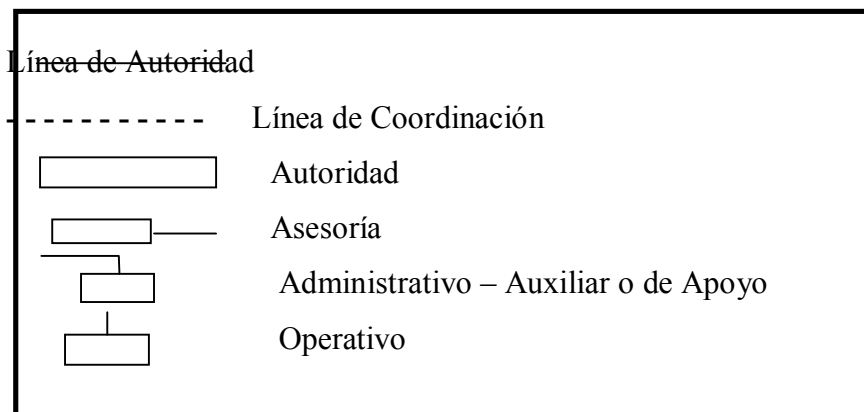 Línea de Autoridad
Línea de Coordinación
Autoridad
Asesoría
Administrativo – Auxiliar o de Apoyo
Operativo